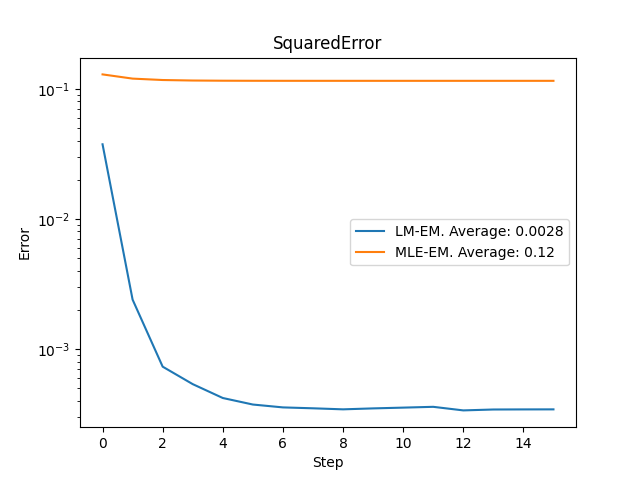 SquaredError
Error
10⁻¹
10⁻²
10⁻³
LM-EM. Average: 0.0028
MLE-EM. Average: 0.12
0 2 4 6 8 10 12 14
Step